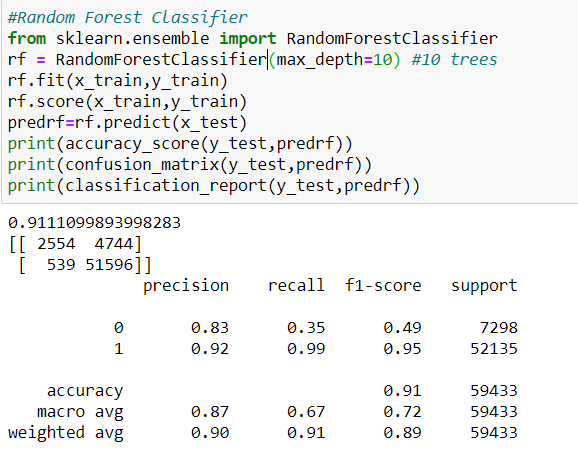 #Random Forest Classifier
from sklearn.ensemble import RandomForestClassifier
rf = RandomForestClassifier(max_depth=10) #10 trees
rf.fit(x_train,y_train)
rf.score(x_train,y_train)
predrf=rf.predict(x_test)
print(accuracy_score(y_test,predrf))
print(confusion_matrix(y_test,predrf))
print(classification_report(y_test,predrf))
0.9111099893998283
[[ 2554  4744]
 [  539 51596]]
              precision    recall  f1-score   support
           0       0.83      0.35      0.49      7298
           1       0.92      0.99      0.95     52135
    accuracy                           0.91     59433
   macro avg       0.87      0.67      0.72     59433
weighted avg       0.90      0.91      0.89     59433